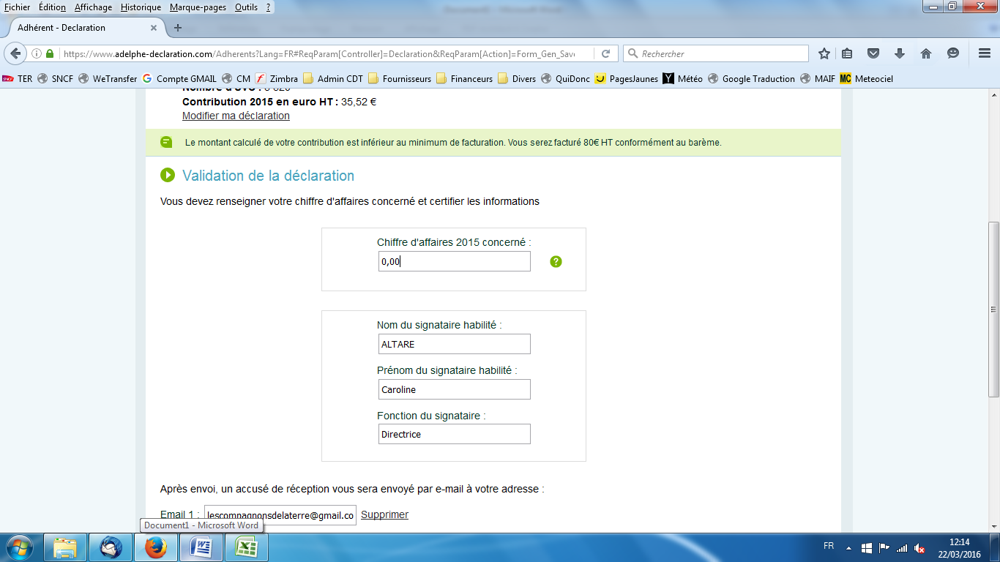 Fichier Édition Affichage Historique Marque-pages Outils ?
Adhérent - Declaration
https://www.adelphe-declaration.com/Adherents?Lang=FR#ReqParam[Controller]=Declaration&ReqParam[Action]=Form_Gen_Save
Rechercher
TER SNCF WeTransfer Compte GMAIL CM Zimbra Admin CDT Fournisseurs Financeurs Divers QuiDonc PagesJaunes Météo Google Traduction MAIF MC Meteociel
Contribution 2015 en euro HT : 35,52 €
Modifier ma déclaration
Le montant calculé de votre contribution est inférieur au minimum de facturation. Vous serez facturé 80€ HT conformément au barème.
Validation de la déclaration
Vous devez renseigner votre chiffre d'affaires concerné et certifier les informations
Chiffre d'affaires 2015 concerné :
0,00
?
Nom du signataire habilité :
ALTARE
Prénom du signataire habilité :
Caroline
Fonction du signataire :
Directrice
Après envoi, un accusé de réception vous sera envoyé par e-mail à votre adresse :
Email 1 : lescompagnonsdelaterre@gmail.co Supprimer
Document1 - Microsoft Word
FR
12:14
22/03/2016